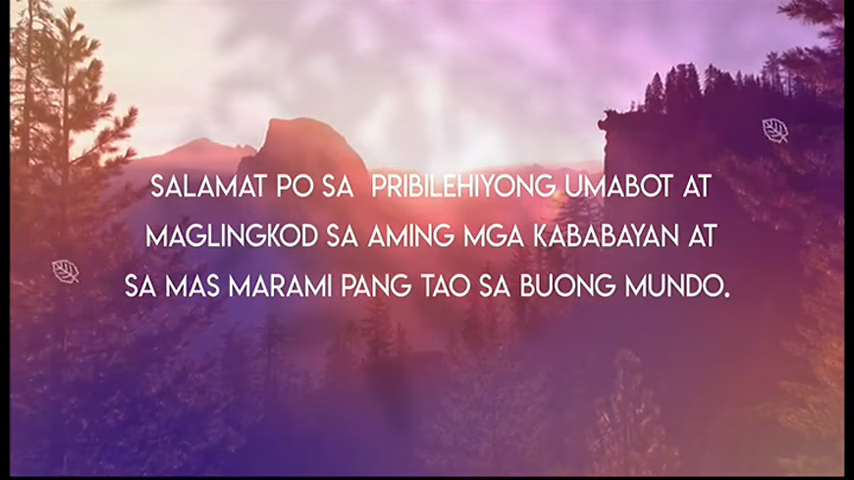 SALAMAT PO SA PRIBILEHIYONG UMABOT AT
MAGLINGKOD SA AMING MGA KABABAYAN AT
SA MAS MARAMI PANG TAO SA BUONG MUNDO.